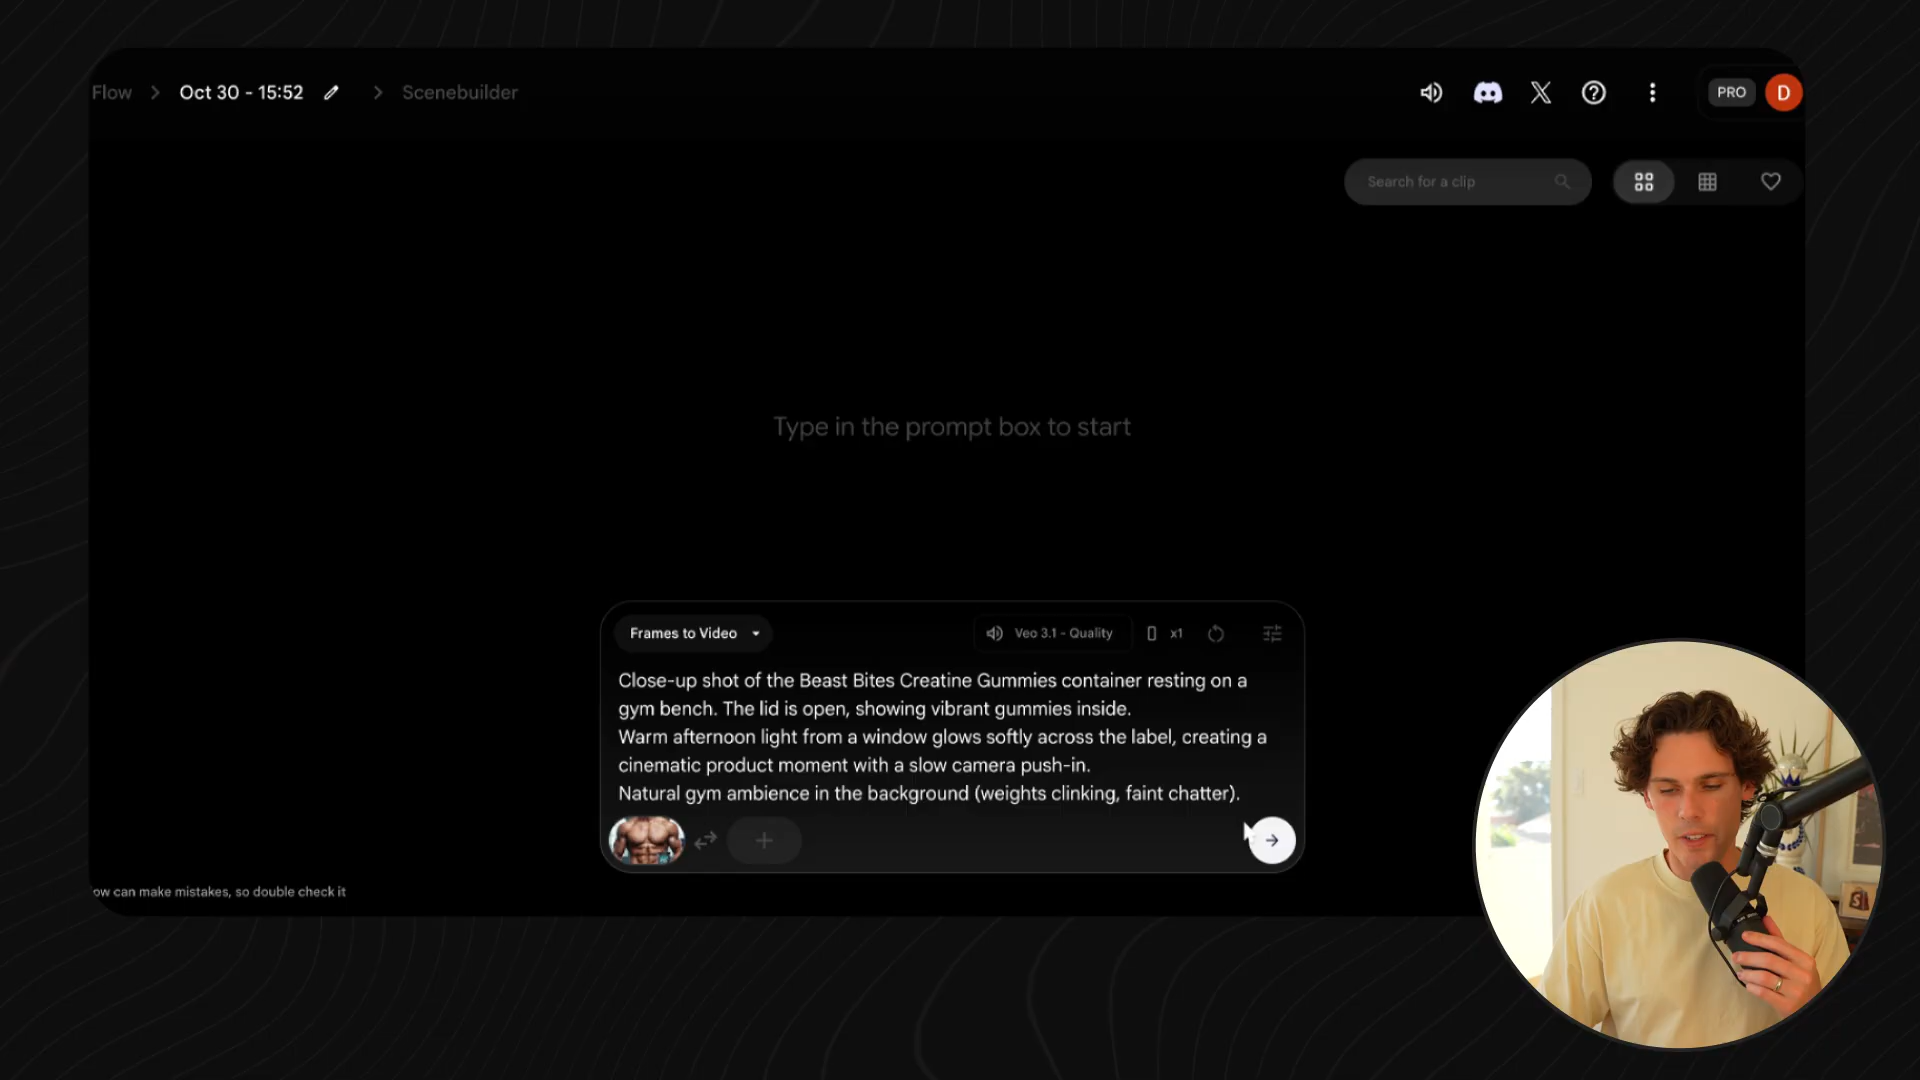 Flow > Oct 30 - 15:52 > Scenebuilder
PRO D
Search for a clip
Type in the prompt box to start
Frames to Video
Veo 3.1 - Quality x1
Close-up shot of the Beast Bites Creatine Gummies container resting on a
gym bench. The lid is open, showing vibrant gummies inside.
Warm afternoon light from a window glows softly across the label, creating a
cinematic product moment with a slow camera push-in.
Natural gym ambience in the background (weights clinking, faint chatter).
ow can make mistakes, so double check it